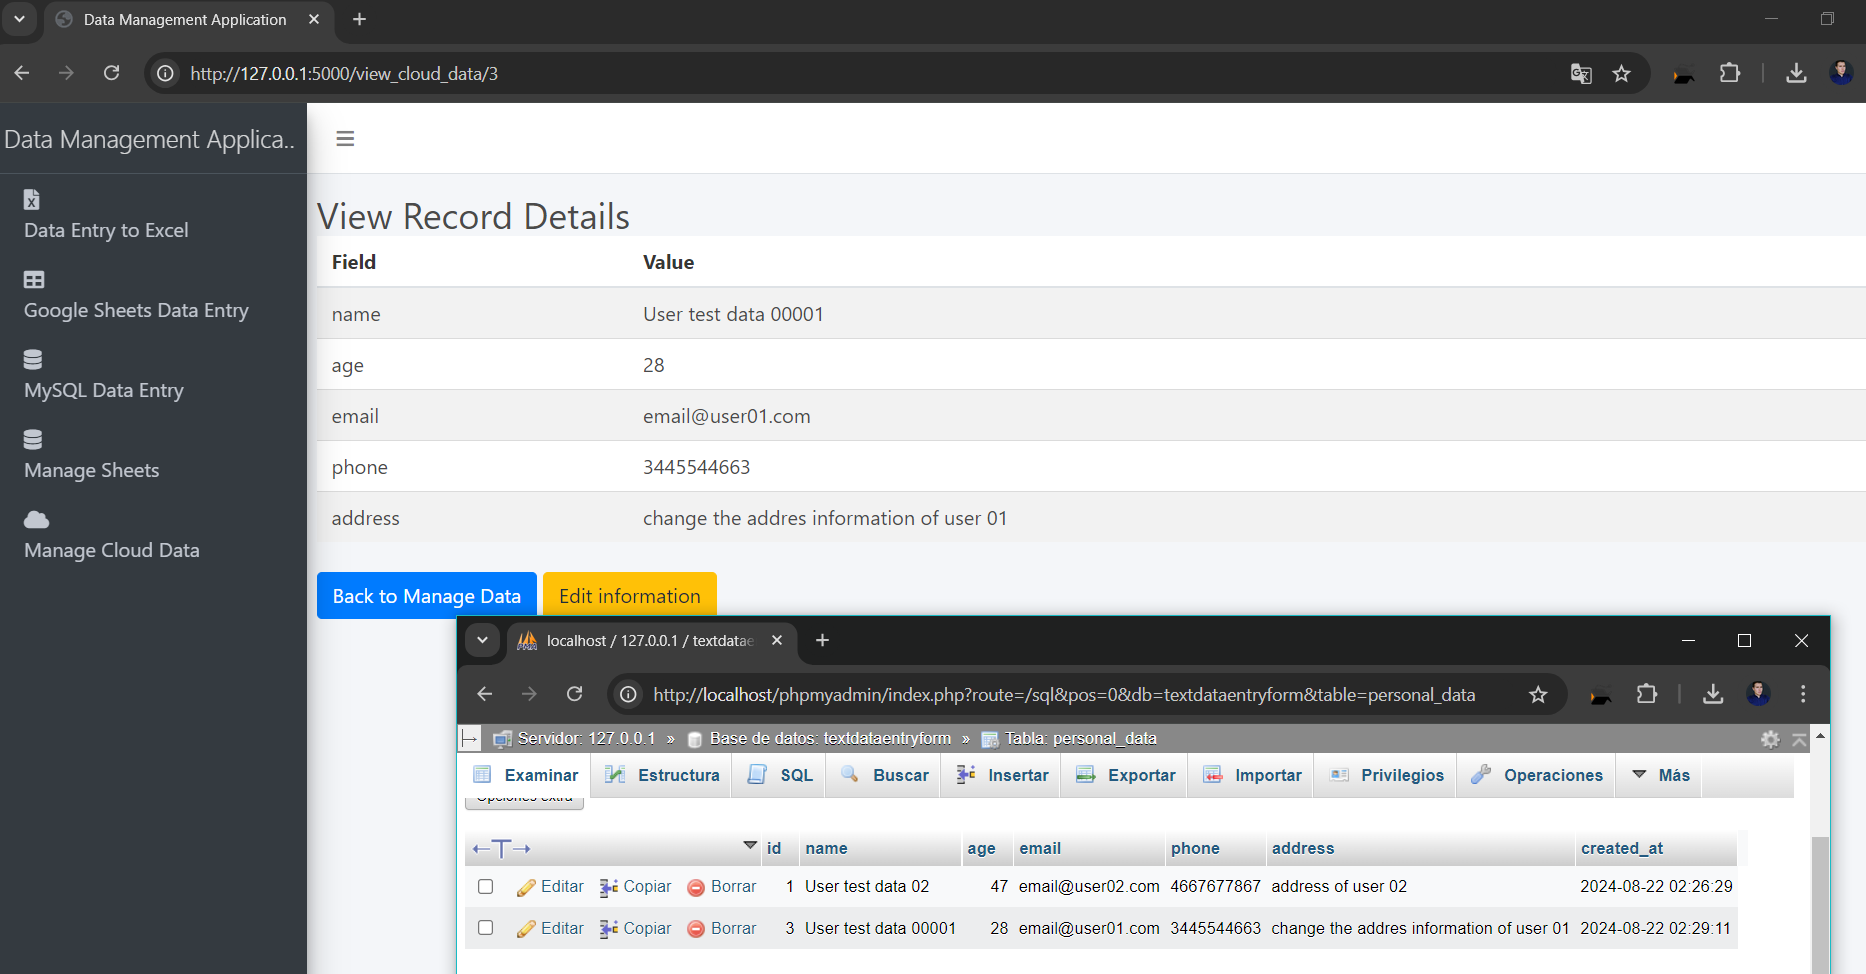 Data Management Application
http://127.0.0.1:5000/view_cloud_data/3
Data Management Applica..
Data Entry to Excel
Google Sheets Data Entry
MySQL Data Entry
Manage Sheets
Manage Cloud Data
View Record Details
Field Value
name User test data 00001
age 28
email email@user01.com
phone 3445544663
address change the addres information of user 01
Back to Manage Data Edit information
localhost / 127.0.0.1 / textdatae
http://localhost/phpmyadmin/index.php?route=/sql&pos=0&db=textdataentryform&table=personal_data
Servidor: 127.0.0.1 » Base de datos: textdataentryform » Tabla: personal_data
Examinar Estructura SQL Buscar Insertar Exportar Importar Privilegios Operaciones Más
Opciones extra
id name age email phone address created_at
Editar Copiar Borrar 1 User test data 02 47 email@user02.com 4667677867 address of user 02 2024-08-22 02:26:29
Editar Copiar Borrar 3 User test data 00001 28 email@user01.com 3445544663 change the addres information of user 01 2024-08-22 02:29:11